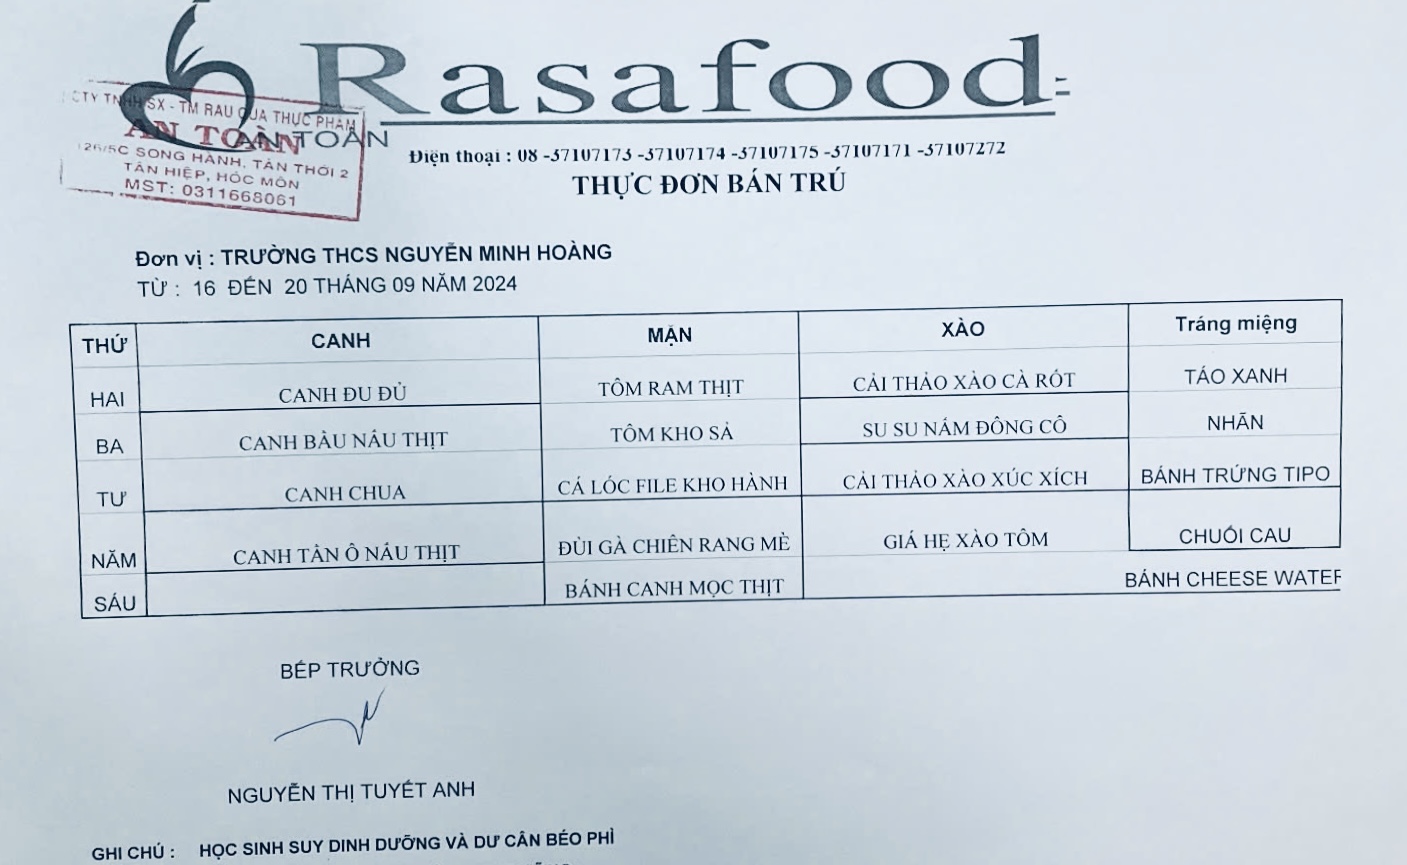 Rasafood
CTY TNHH SX - TM RAU QUA THỰC PHẨM
AN TOÀN
AN TOÀN
126/5C SONG HÀNH, TÂN THỚI 2
TÂN HIỆP, HÓC MÔN
MST: 0311668061
Điện thoại : 08 -37107173 -37107174 -37107175 -37107171 -37107272
THỰC ĐƠN BÁN TRÚ
Đơn vị : TRƯỜNG THCS NGUYỄN MINH HOÀNG
TỪ : 16 ĐẾN 20 THÁNG 09 NĂM 2024
THỨ CANH MẶN XÀO Tráng miệng
HAI CANH ĐU ĐỦ TÔM RAM THỊT CẢI THẢO XÀO CÀ RỐT TÁO XANH
BA CANH BẦU NẤU THỊT TÔM KHO SẢ SU SU NẤM ĐÔNG CÔ NHÃN
TƯ CANH CHUA CÁ LÓC FILE KHO HÀNH CẢI THẢO XÀO XÚC XÍCH BÁNH TRỨNG TIPO
NĂM CANH TẦN Ô NẤU THỊT ĐÙI GÀ CHIÊN RANG MÈ GIÁ HẸ XÀO TÔM CHUỐI CAU
SÁU BÁNH CANH MỌC THỊT BÁNH CHEESE WATER
BẾP TRƯỞNG
NGUYỄN THỊ TUYẾT ANH
GHI CHÚ : HỌC SINH SUY DINH DƯỠNG VÀ DƯ CÂN BÉO PHÌ